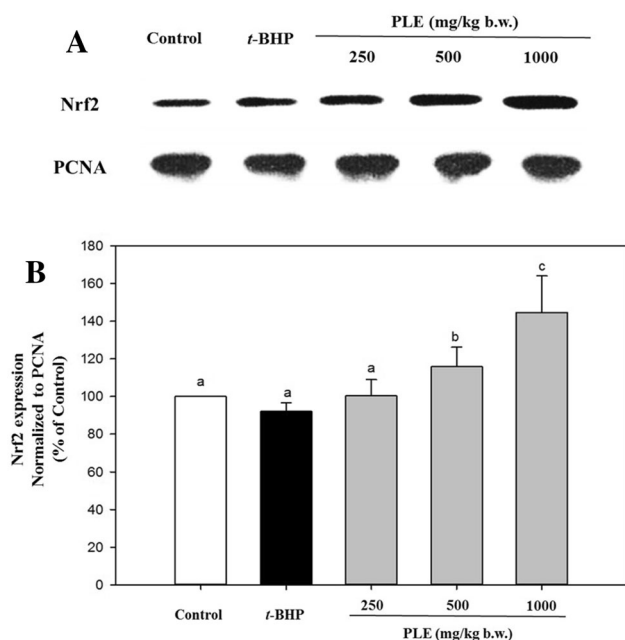 A
Control
t-BHP
PLE (mg/kg b.w.)
250 500 1000
Nrf2
PCNA
B
Nrf2 expression
Normalized to PCNA
(% of Control)
180
160
140
120
100
80
60
40
20
0
a
a
a
b
c
Control
t-BHP
250 500 1000
PLE (mg/kg b.w.)